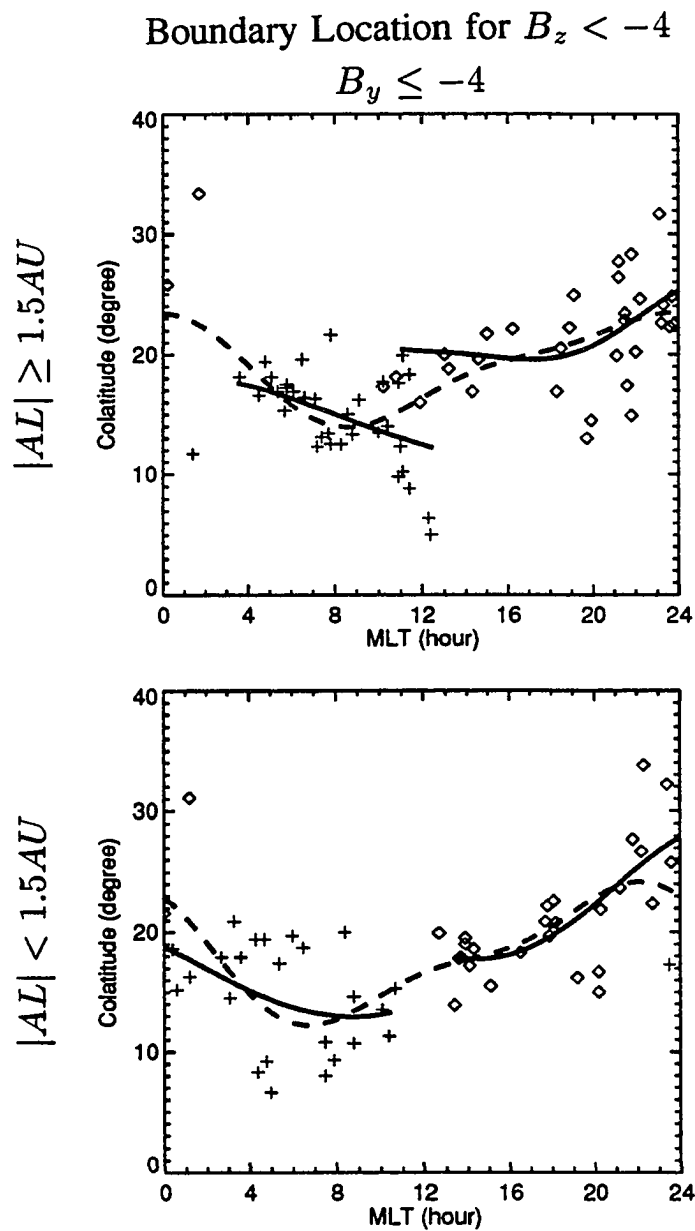 Boundary Location for B_z < −4
B_y ≤ −4
|AL| ≥ 1.5AU
Colatitude (degree)
40
30
20
10
0
0 4 8 12 16 20 24
MLT (hour)
|AL| < 1.5AU
Colatitude (degree)
40
30
20
10
0
0 4 8 12 16 20 24
MLT (hour)